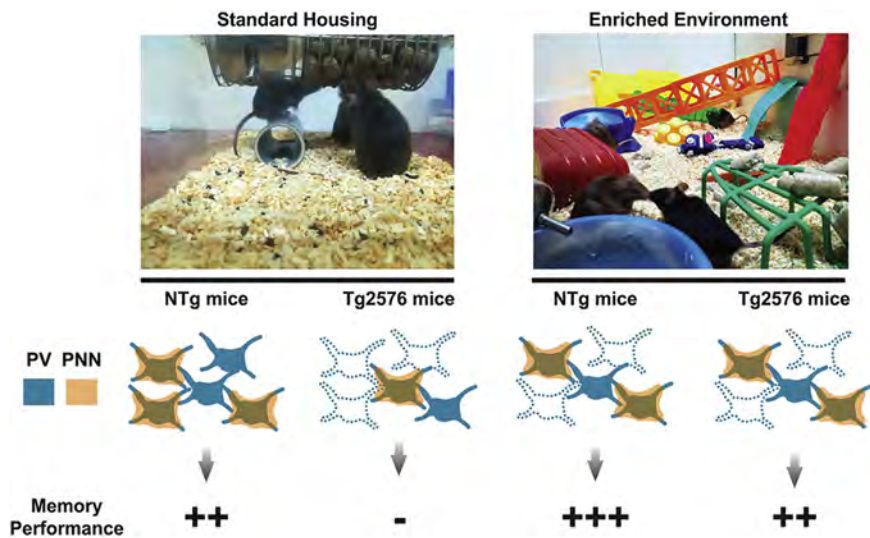 Standard Housing
Enriched Environment
NTg mice
Tg2576 mice
NTg mice
Tg2576 mice
PV PNN
Memory
Performance
++
-
+++
++